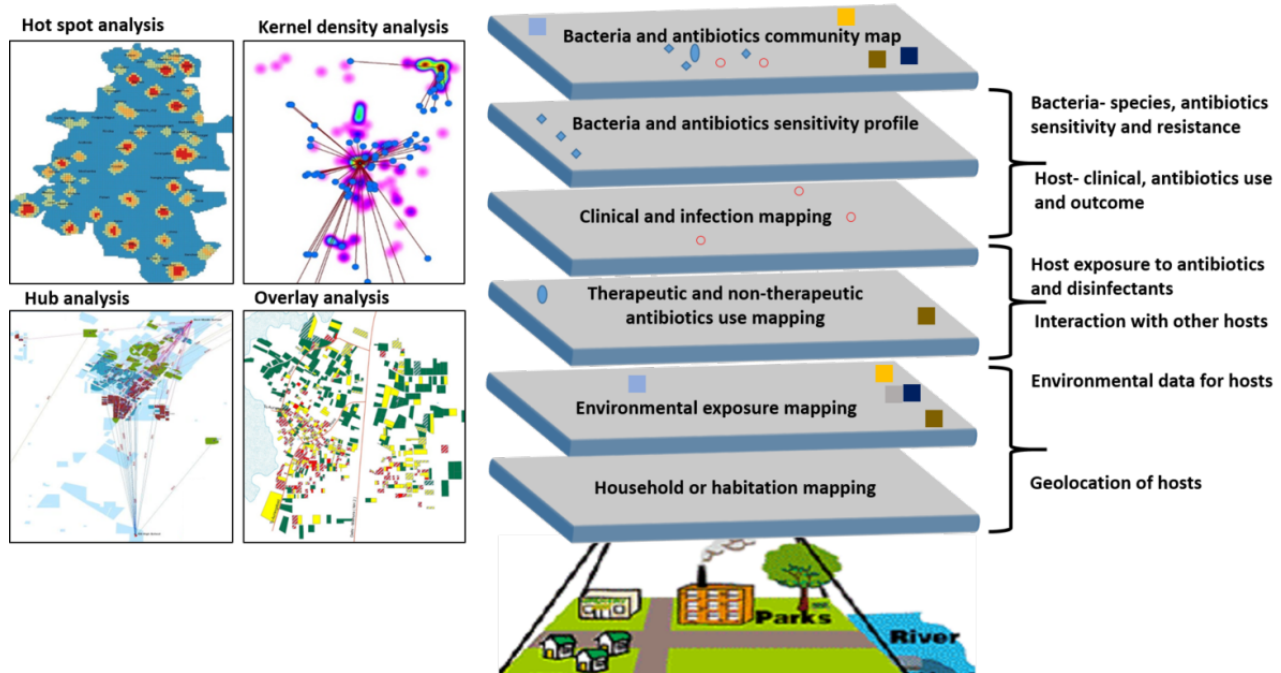 Hot spot analysis
Kernel density analysis
Hub analysis
Overlay analysis
Bacteria and antibiotics community map
Bacteria and antibiotics sensitivity profile
Clinical and infection mapping
Therapeutic and non-therapeutic
antibiotics use mapping
Environmental exposure mapping
Household or habitation mapping
Parks
River
Bacteria- species, antibiotics
sensitivity and resistance
Host- clinical, antibiotics use
and outcome
Host exposure to antibiotics
and disinfectants
Interaction with other hosts
Environmental data for hosts
Geolocation of hosts